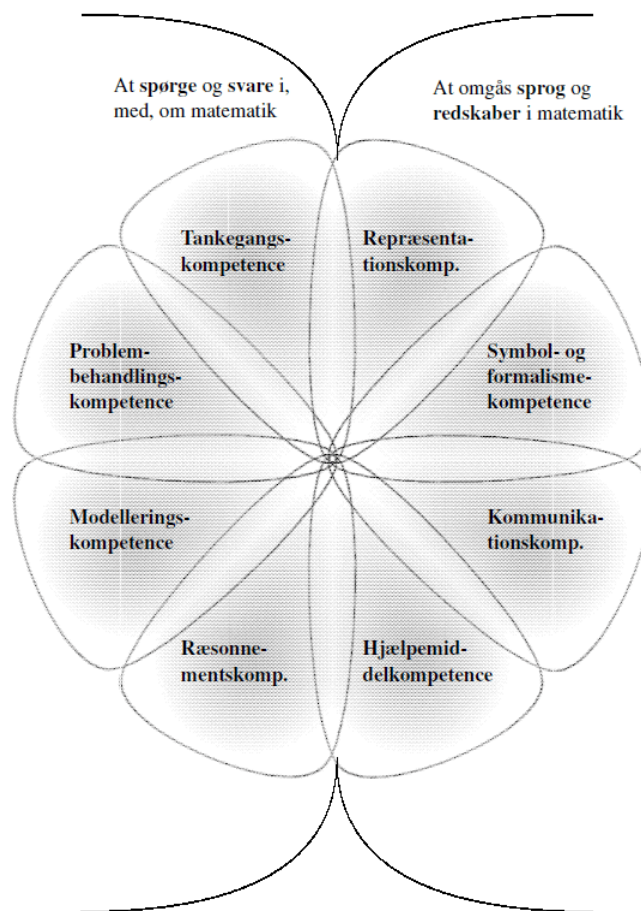 At spørge og svare i,
med, om matematik
At omgås sprog og
redskaber i matematik
Tankegangs-
kompetence
Repræsenta-
tionskomp.
Problem-
behandlings-
kompetence
Symbol- og
formalisme-
kompetence
Modellerings-
kompetence
Kommunika-
tionskomp.
Ræsonne-
mentskomp.
Hjælpemid-
delkompetence